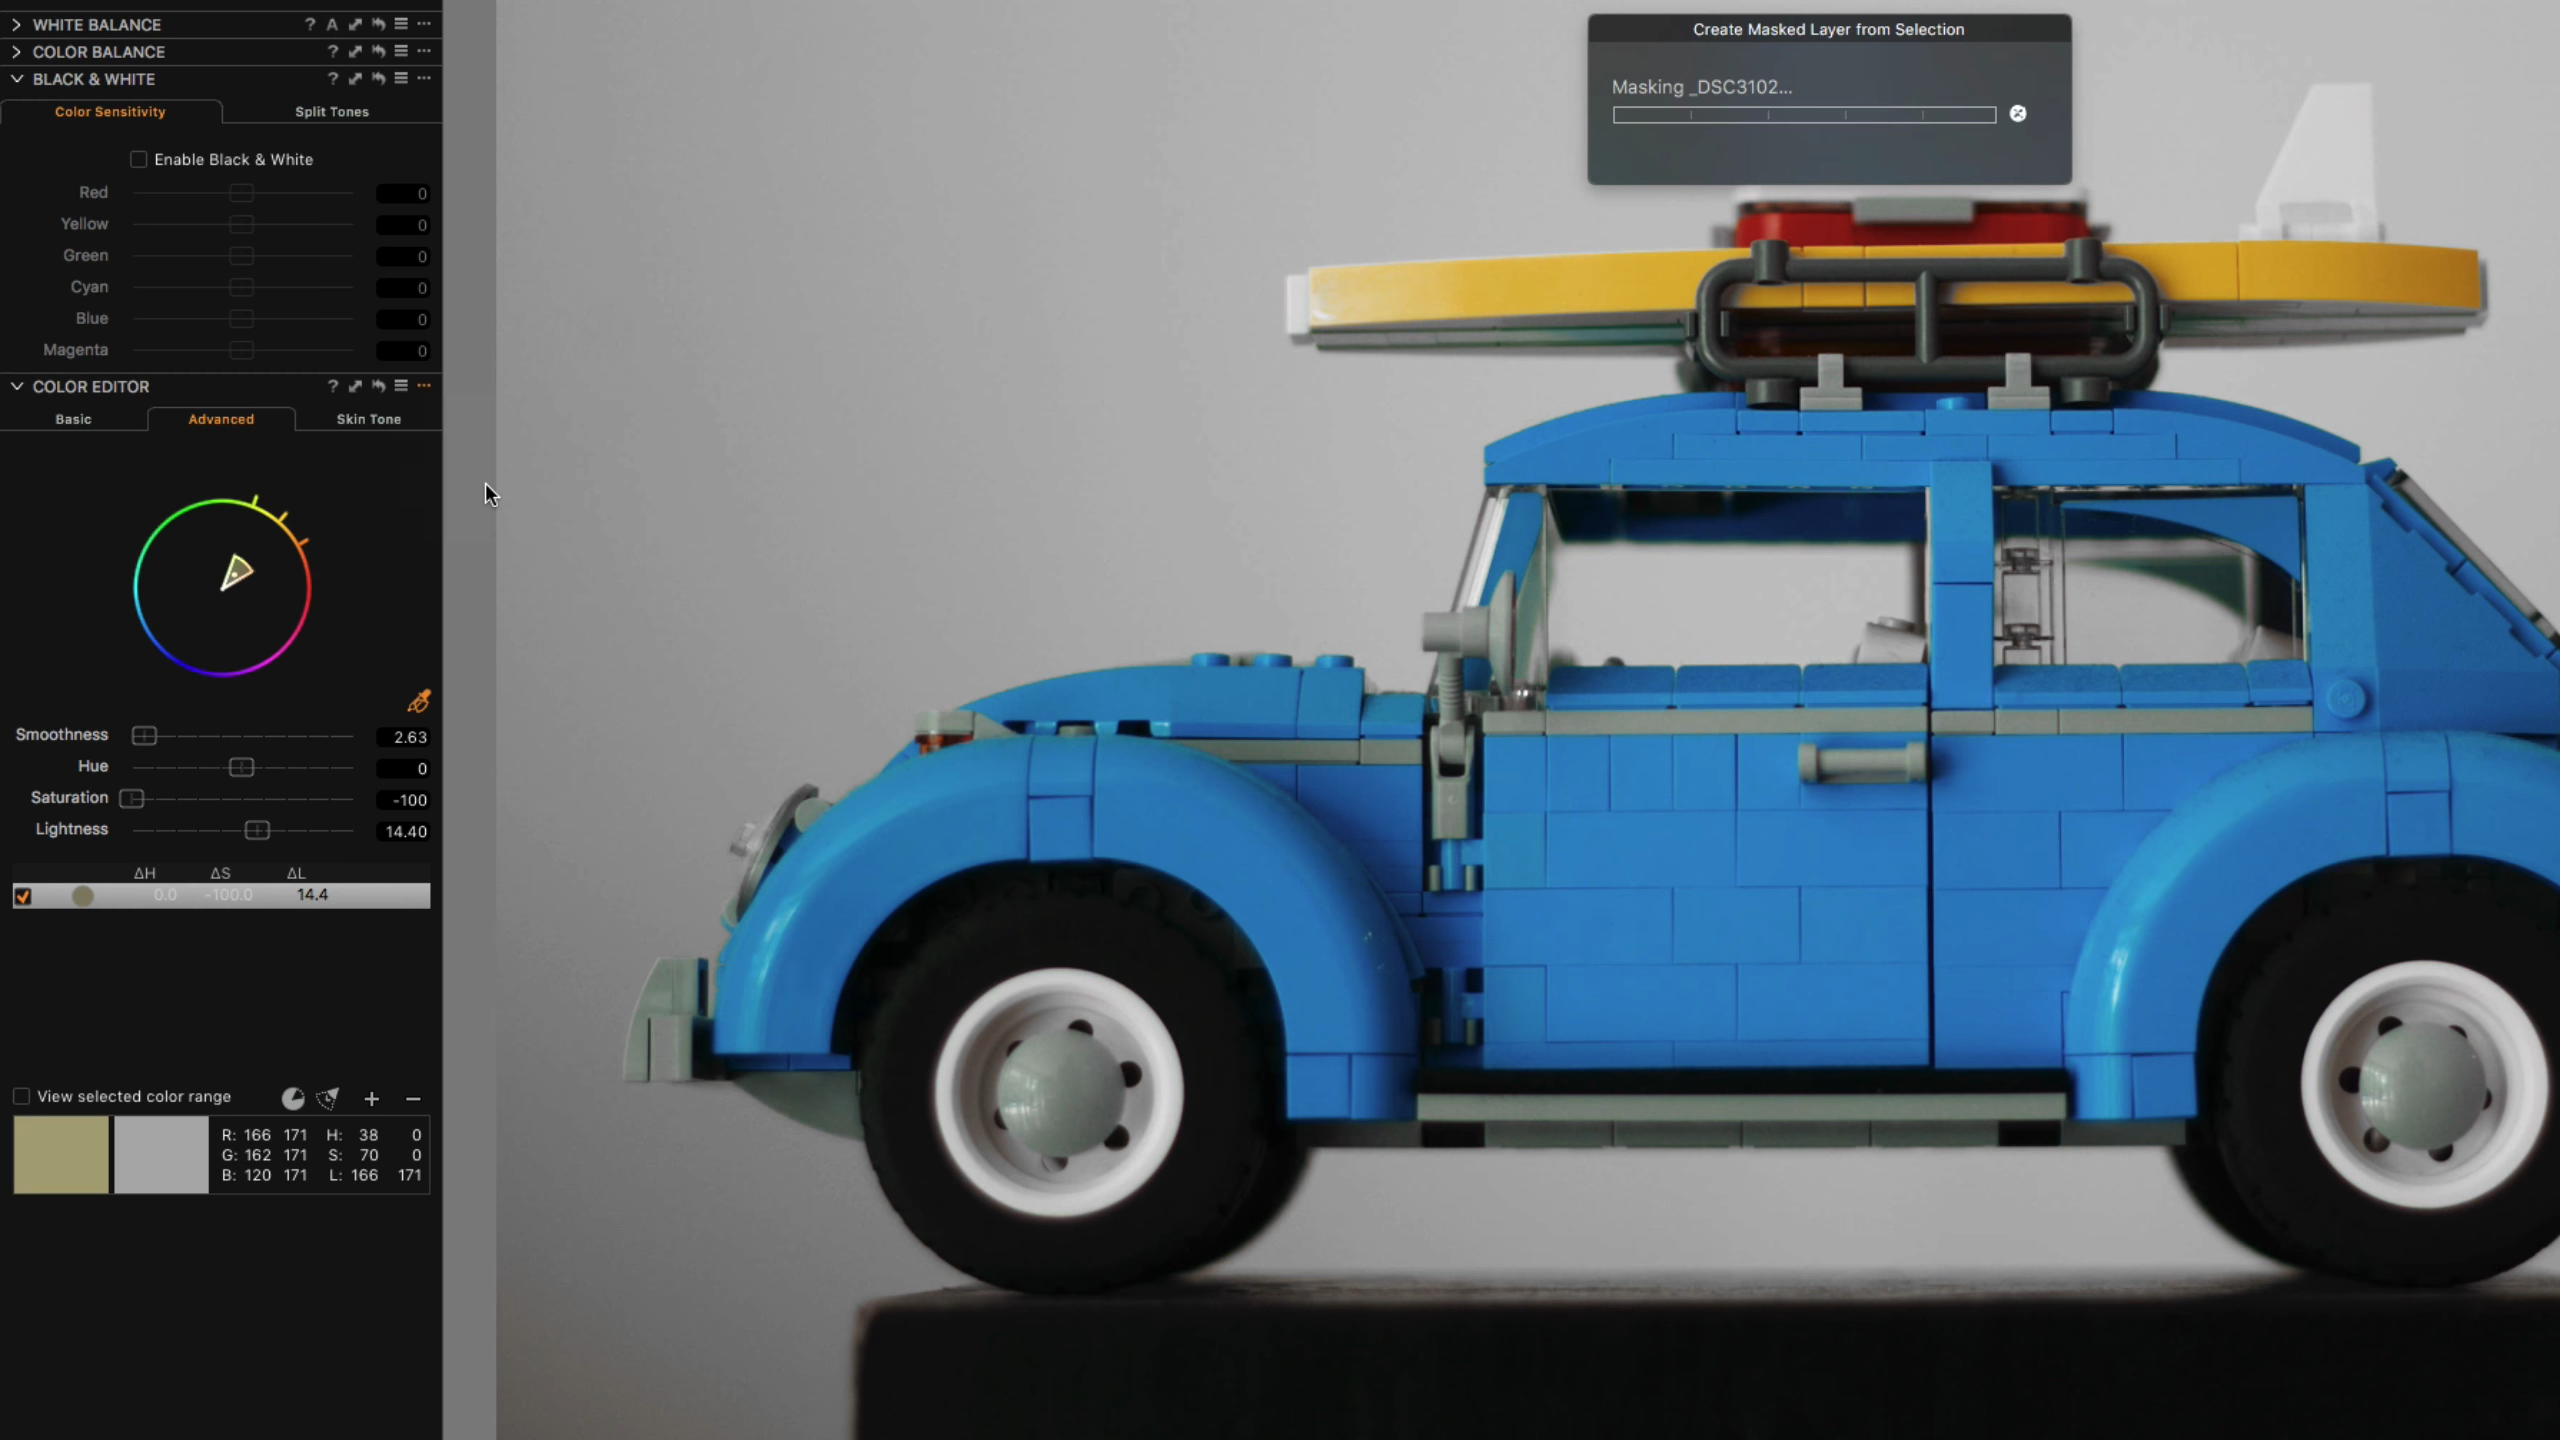 WHITE BALANCE ? A
COLOR BALANCE ?
BLACK & WHITE ?
Color Sensitivity Split Tones
Enable Black & White
Red 0
Yellow 0
Green 0
Cyan 0
Blue 0
Magenta 0
COLOR EDITOR ?
Basic Advanced Skin Tone
Smoothness 2.63
Hue 0
Saturation -100
Lightness 14.40
ΔH ΔS ΔL
0.0 -100.0 14.4
View selected color range
R: 166 171 H: 38 0
G: 162 171 S: 70 0
B: 120 171 L: 166 171
Create Masked Layer from Selection
Masking _DSC3102...